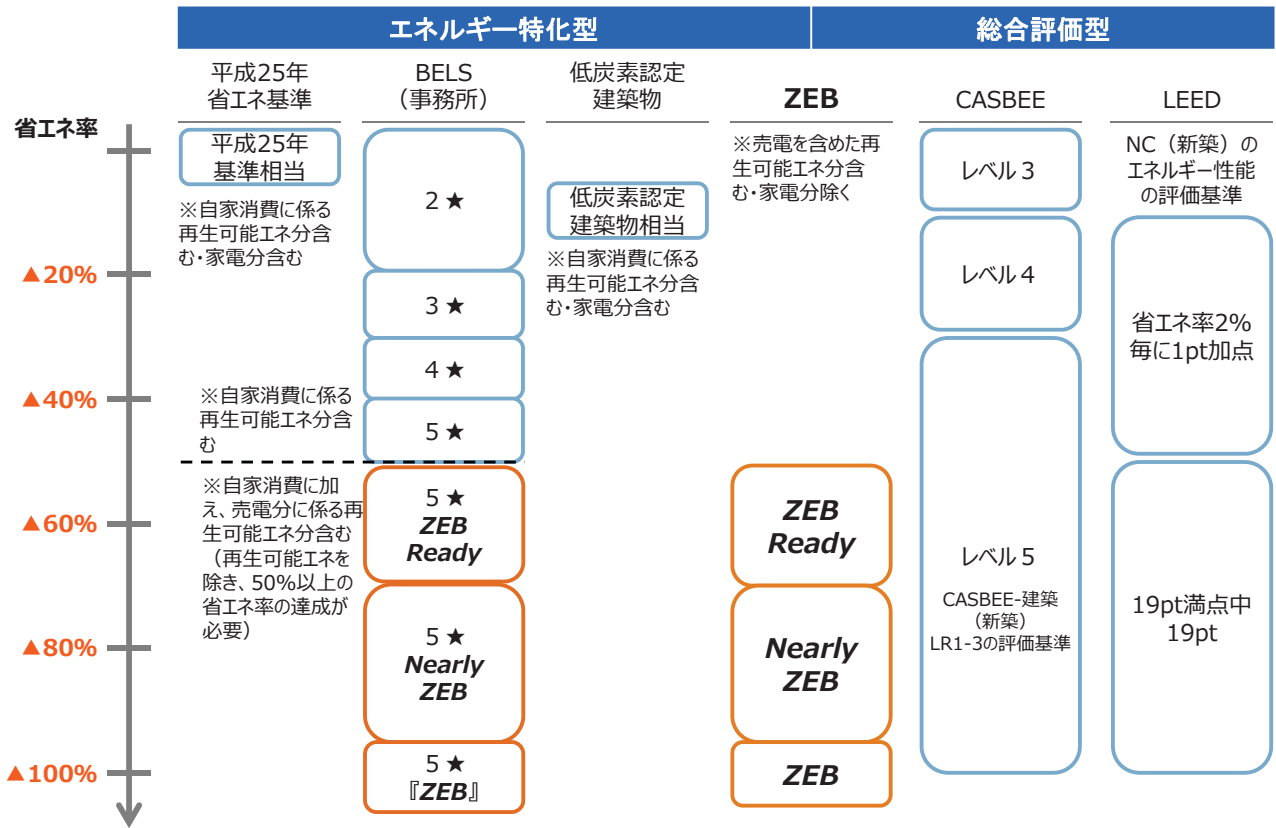 エネルギー特化型
総合評価型
省エネ率
▲20%
▲40%
▲60%
▲80%
▲100%
平成25年
省エネ基準
平成25年
基準相当
※自家消費に係る
再生可能エネ分含
む・家電分含む
※自家消費に係る
再生可能エネ分含
む
※自家消費に加
え、売電分に係る再
生可能エネ分含む
（再生可能エネを
除き、50%以上の
省エネ率の達成が
必要）
BELS
（事務所）
2★
3★
4★
5★
5★
ZEB
Ready
5★
Nearly
ZEB
5★
『ZEB』
低炭素認定
建築物
低炭素認定
建築物相当
※自家消費に係る
再生可能エネ分含
む・家電分含む
ZEB
※売電を含めた再
生可能エネ分含
む・家電分除く
ZEB
Ready
Nearly
ZEB
ZEB
CASBEE
レベル3
レベル4
レベル5
CASBEE-建築
（新築）
LR1-3の評価基準
LEED
NC（新築）の
エネルギー性能
の評価基準
省エネ率2%
毎に1pt加点
19pt満点中
19pt